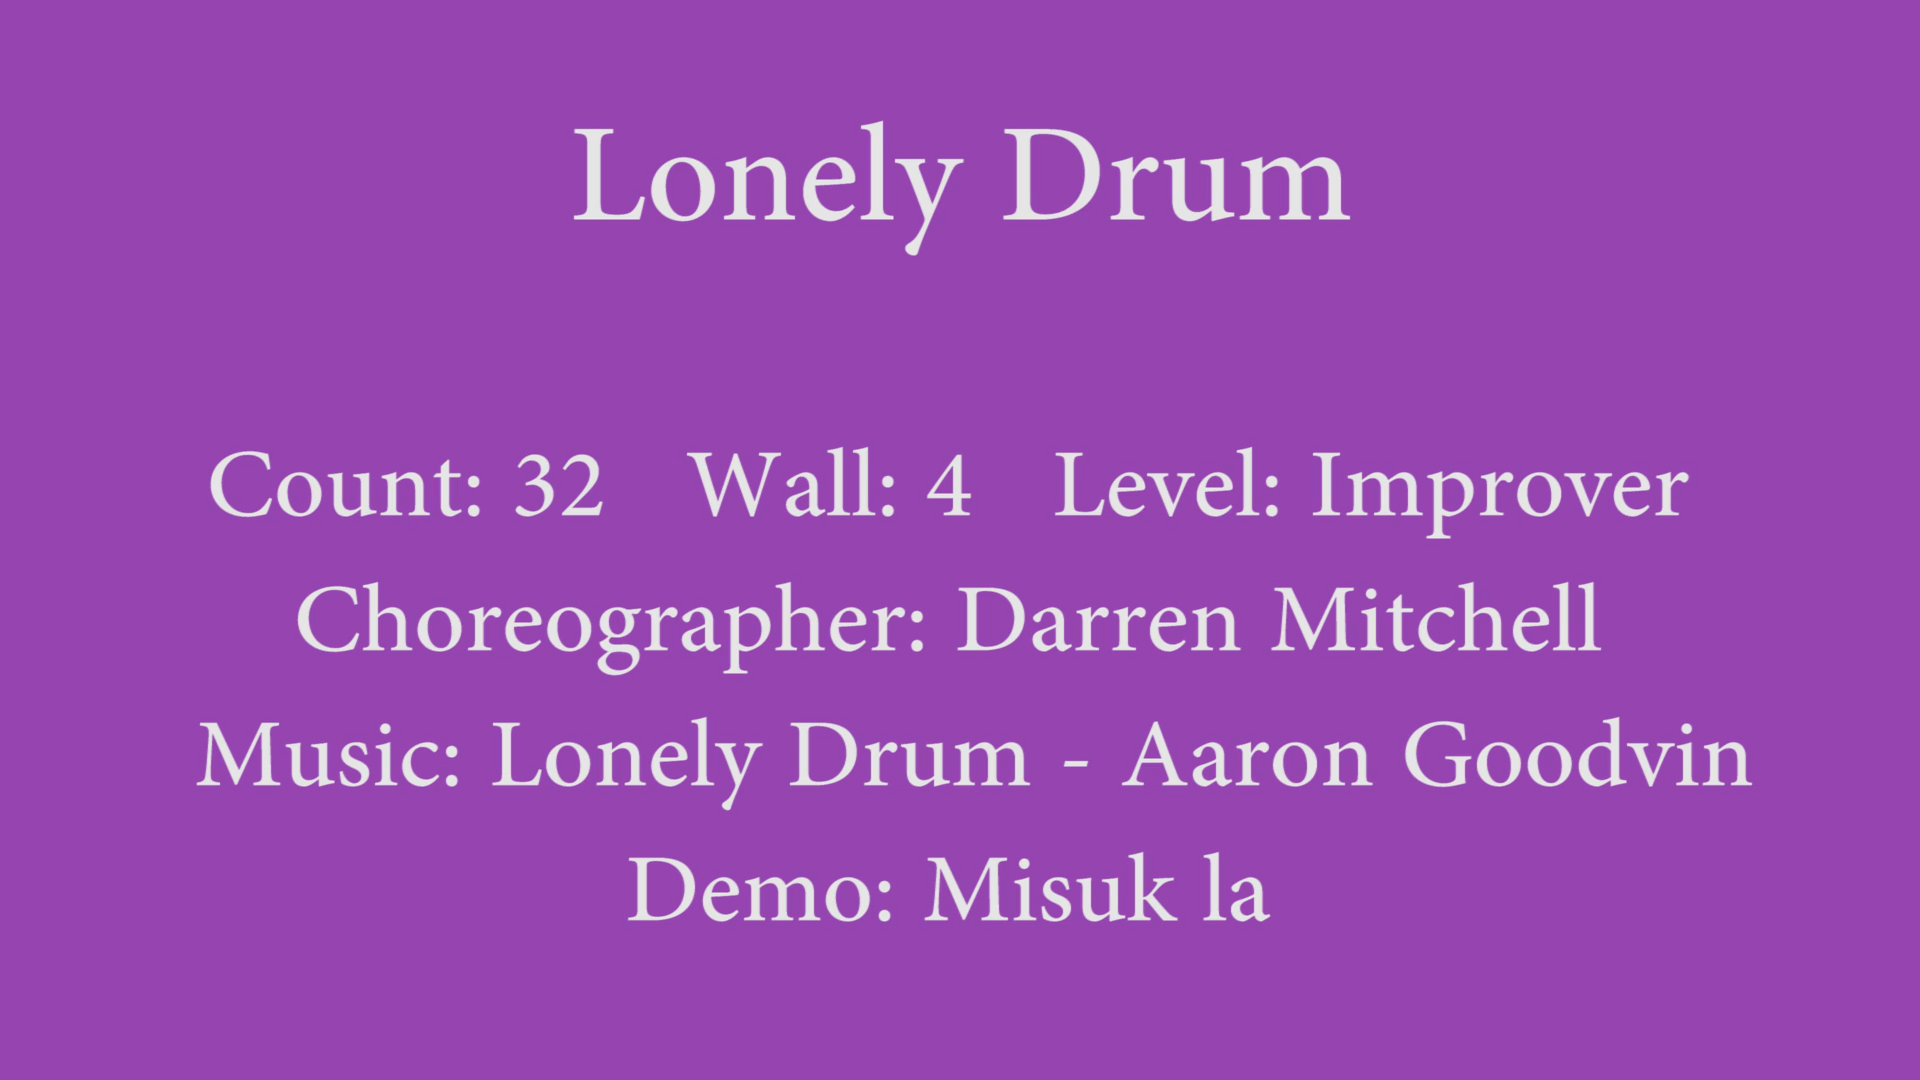 Lonely Drum
Count: 32 Wall: 4 Level: Improver
Choreographer: Darren Mitchell
Music: Lonely Drum - Aaron Goodvin
Demo: Misuk la